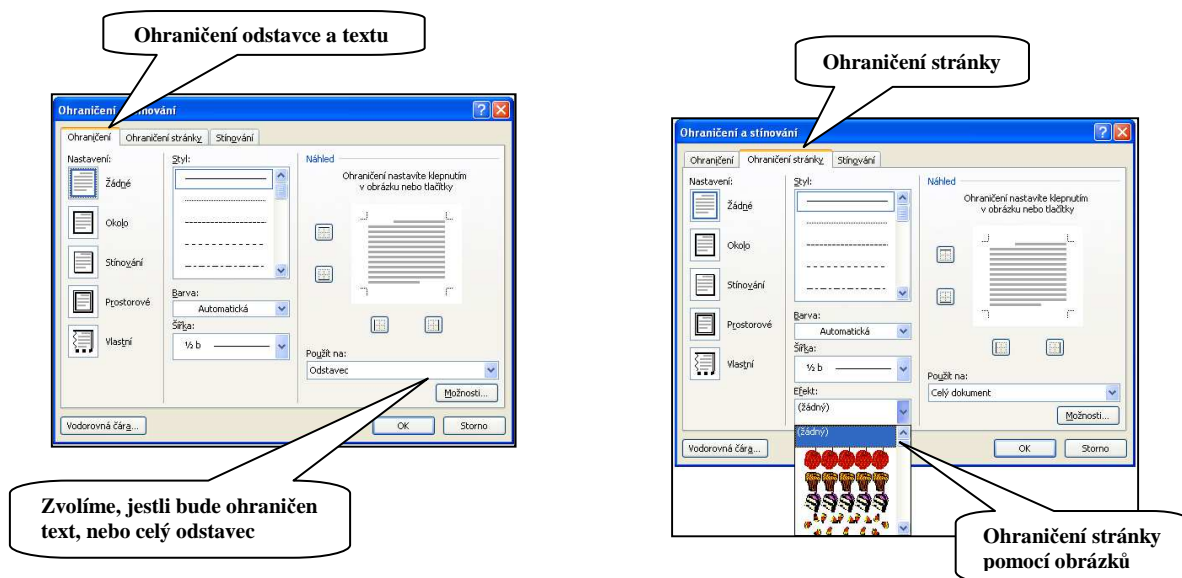 Ohraničení odstavce a textu
Ohraničení a stínování
Ohraničení
Ohraničení stránky
Stínování
Nastavení:
Žádné
Okolo
Stínování
Prostorové
Vlastní
Styl:
Barva:
Automatická
Šířka:
½ b
Náhled
Ohraničení nastavíte klepnutím
v obrázku nebo tlačítky
Použít na:
Odstavec
Možnosti...
Vodorovná čára...
OK
Storno
Zvolíme, jestli bude ohraničen
text, nebo celý odstavec
Ohraničení stránky
Ohraničení a stínování
Ohraničení
Ohraničení stránky
Stínování
Nastavení:
Žádné
Okolo
Stínování
Prostorové
Vlastní
Styl:
Barva:
Automatická
Šířka:
½ b
Efekt:
(žádný)
(žádný)
Náhled
Ohraničení nastavíte klepnutím
v obrázku nebo tlačítky
Použít na:
Celý dokument
Možnosti...
Vodorovná čára...
OK
Storno
Ohraničení stránky
pomocí obrázků